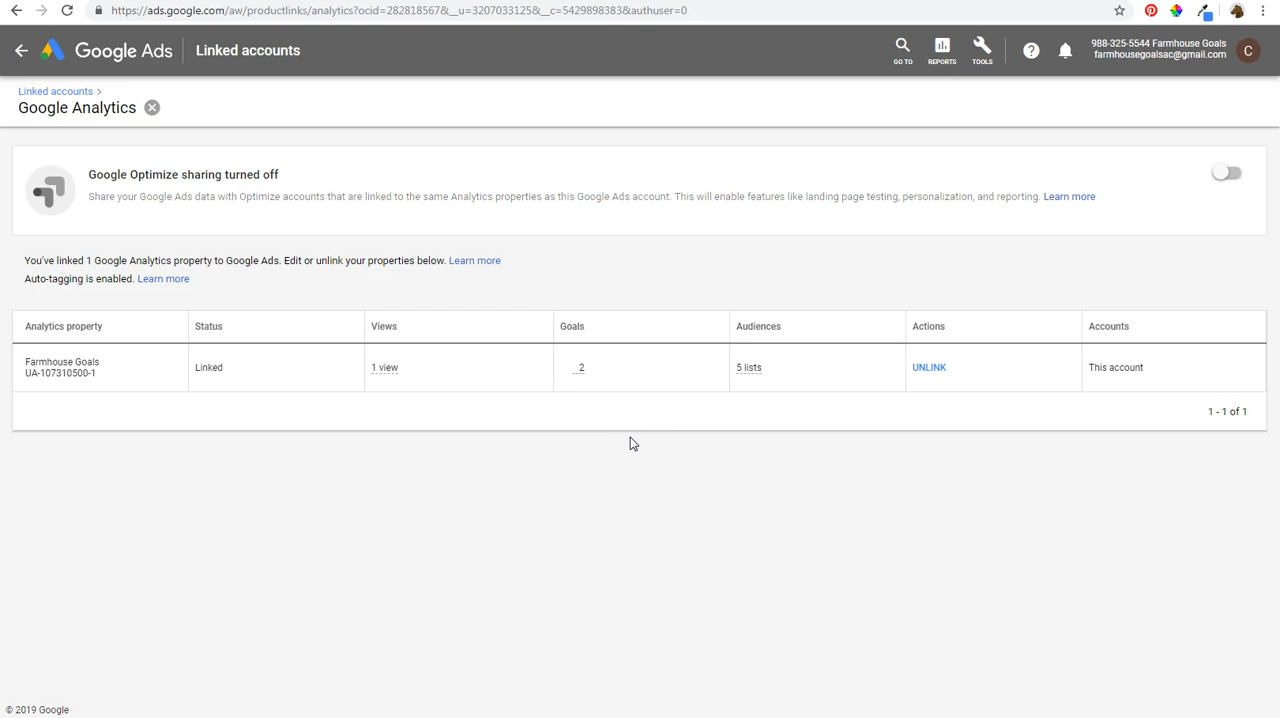 https://ads.google.com/aw/productlinks/analytics?ocid=282818567&__u=3207033125&__c=5429898383&authuser=0
Google Ads
Linked accounts
GO TO
REPORTS
TOOLS
988-325-5544 Farmhouse Goals
farmhousegoalsac@gmail.com
C
Linked accounts >
Google Analytics
Google Optimize sharing turned off
Share your Google Ads data with Optimize accounts that are linked to the same Analytics properties as this Google Ads account. This will enable features like landing page testing, personalization, and reporting. Learn more
You've linked 1 Google Analytics property to Google Ads. Edit or unlink your properties below. Learn more
Auto-tagging is enabled. Learn more
Analytics property Status Views Goals Audiences Actions Accounts
Farmhouse Goals
UA-107310500-1
Linked 1 view 2 5 lists UNLINK This account
1 - 1 of 1
© 2019 Google